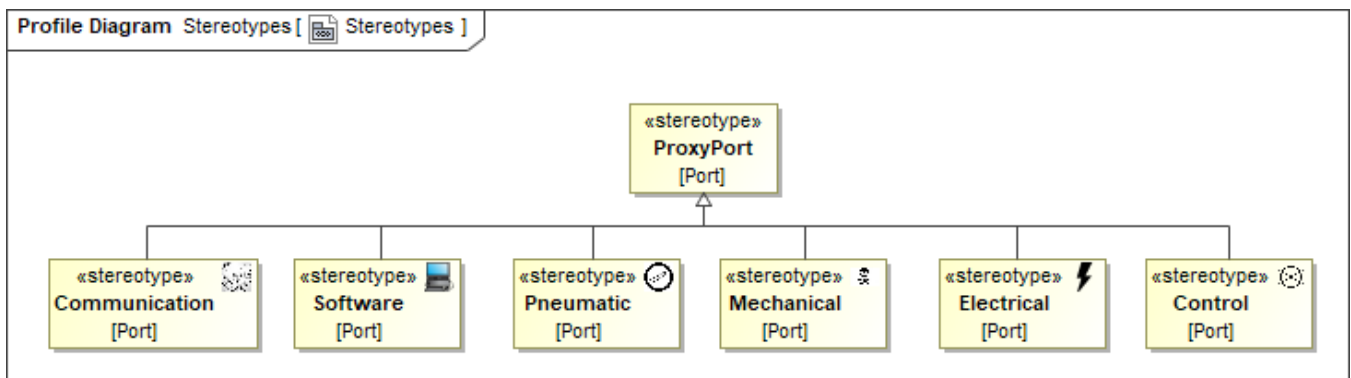 Profile Diagram Stereotypes [ Stereotypes ]
«stereotype»
ProxyPort
[Port]
«stereotype»
Communication
[Port]
«stereotype»
Software
[Port]
«stereotype»
Pneumatic
[Port]
«stereotype»
Mechanical
[Port]
«stereotype»
Electrical
[Port]
«stereotype»
Control
[Port]